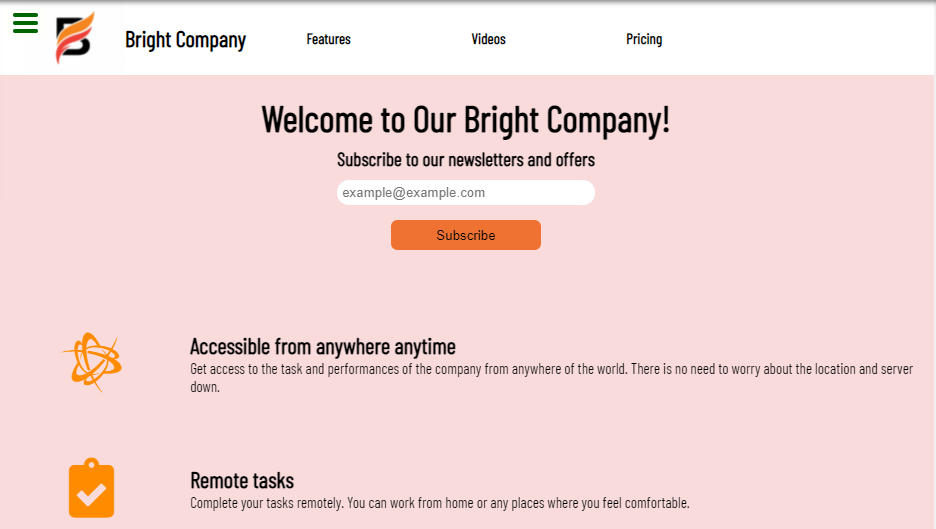 Bright Company
Features
Videos
Pricing
Welcome to Our Bright Company!
Subscribe to our newsletters and offers
example@example.com
Subscribe
Accessible from anywhere anytime
Get access to the task and performances of the company from anywhere of the world. There is no need to worry about the location and server
down.
Remote tasks
Complete your tasks remotely. You can work from home or any places where you feel comfortable.